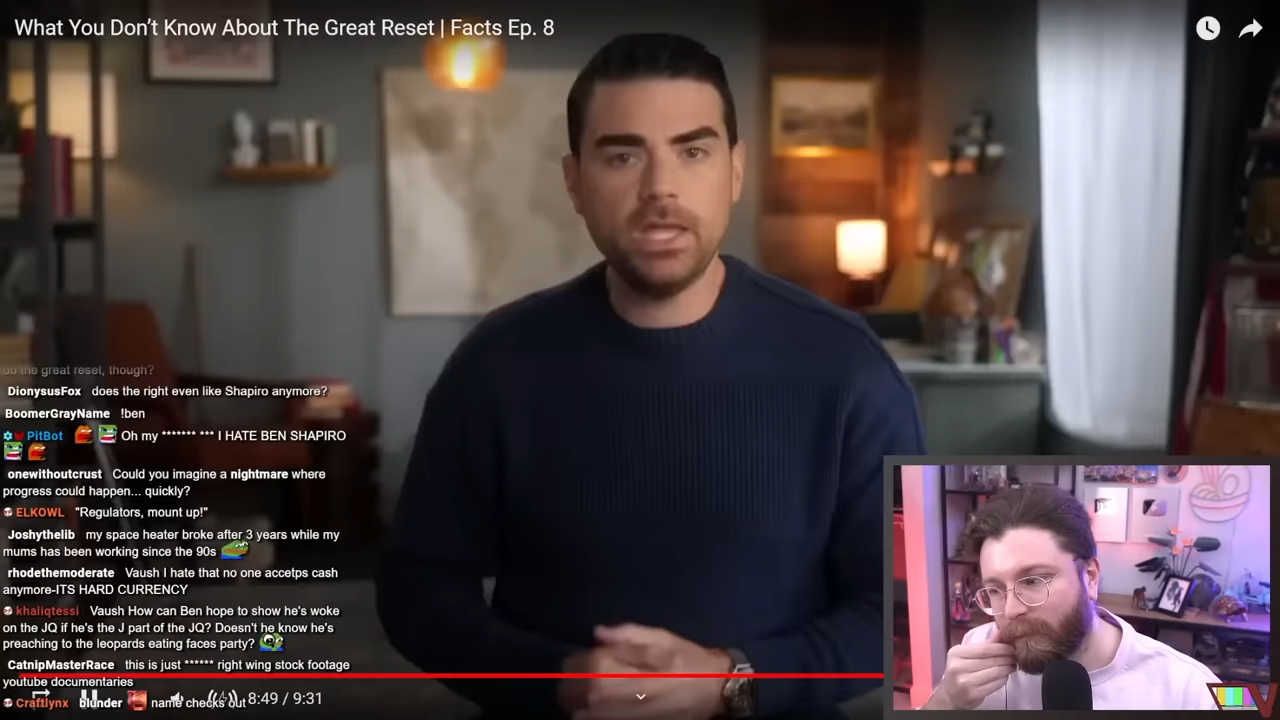 What You Don’t Know About The Great Reset | Facts Ep. 8
do the great reset, though?
DionysusFox does the right even like Shapiro anymore?
BoomerGrayName !ben
PitBot Oh my ******* *** I HATE BEN SHAPIRO
onewithoutcrust Could you imagine a nightmare where
progress could happen... quickly?
ELKOWL "Regulators, mount up!"
Joshythelib my space heater broke after 3 years while my
mums has been working since the 90s
rhodethemoderate Vaush I hate that no one accetps cash
anymore-ITS HARD CURRENCY
khaliqtessi Vaush How can Ben hope to show he's woke
on the JQ if he's the J part of the JQ? Doesn't he know he's
preaching to the leopards eating faces party?
CatnipMasterRace this is just ****** right wing stock footage
youtube documentaries
Craftlynx blunder name checks out
8:49 / 9:31